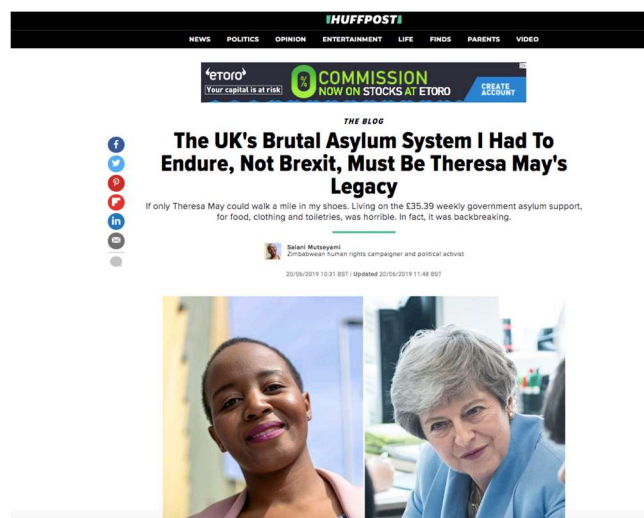 HUFFPOST
NEWS POLITICS OPINION ENTERTAINMENT LIFE FINDS PARENTS VIDEO
eToro
Your capital is at risk
0%
COMMISSION
NOW ON STOCKS AT ETORO
CREATE
ACCOUNT
THE BLOG
The UK's Brutal Asylum System I Had To
Endure, Not Brexit, Must Be Theresa May's
Legacy
If only Theresa May could walk a mile in my shoes. Living on the £35.39 weekly government asylum support,
for food, clothing and toiletries, was horrible. In fact, it was backbreaking.
Salani Mutseyami
Zimbabwean human rights campaigner and political activist
20/06/2019 10:31 BST | Updated 20/06/2019 11:48 BST